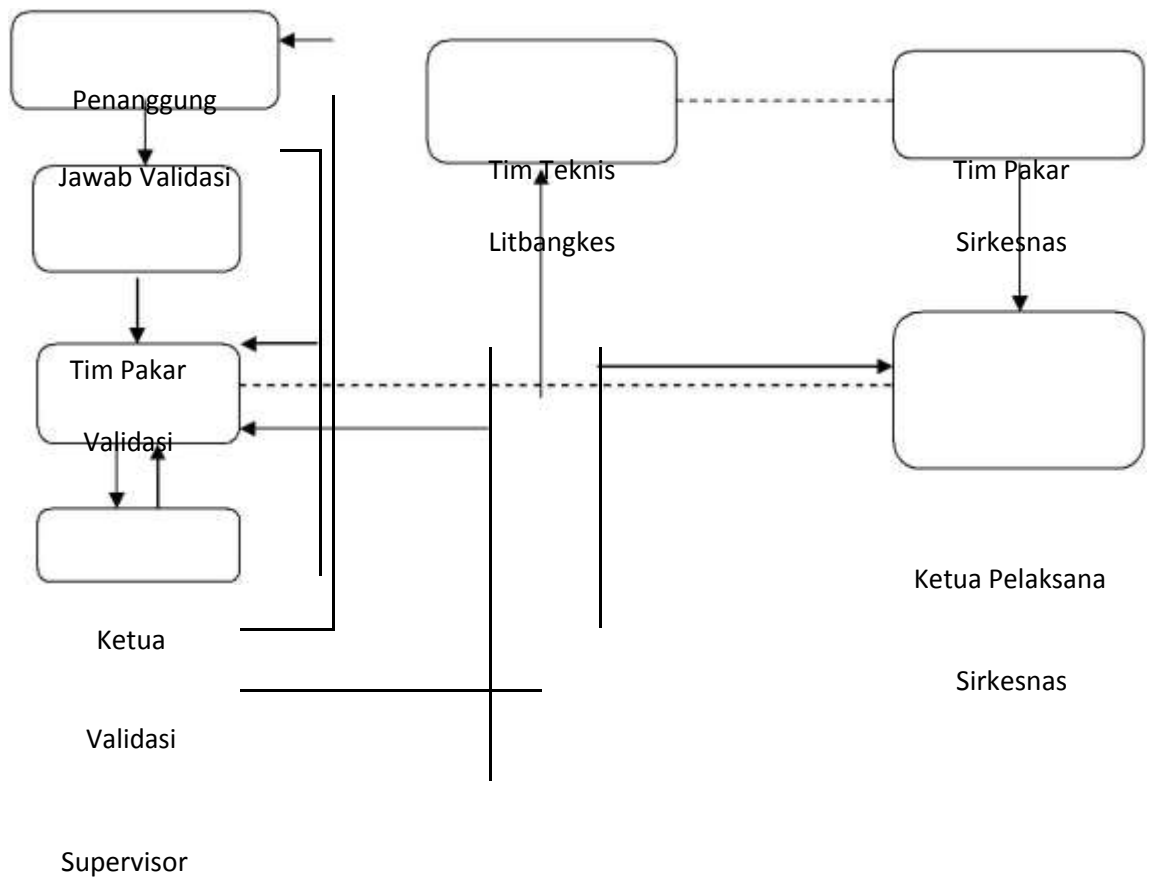 Penanggung
Jawab Validasi
Tim Teknis
Litbangkes
Tim Pakar
Sirkesnas
Tim Pakar
Validasi
Ketua Pelaksana
Sirkesnas
Ketua
Validasi
Supervisor